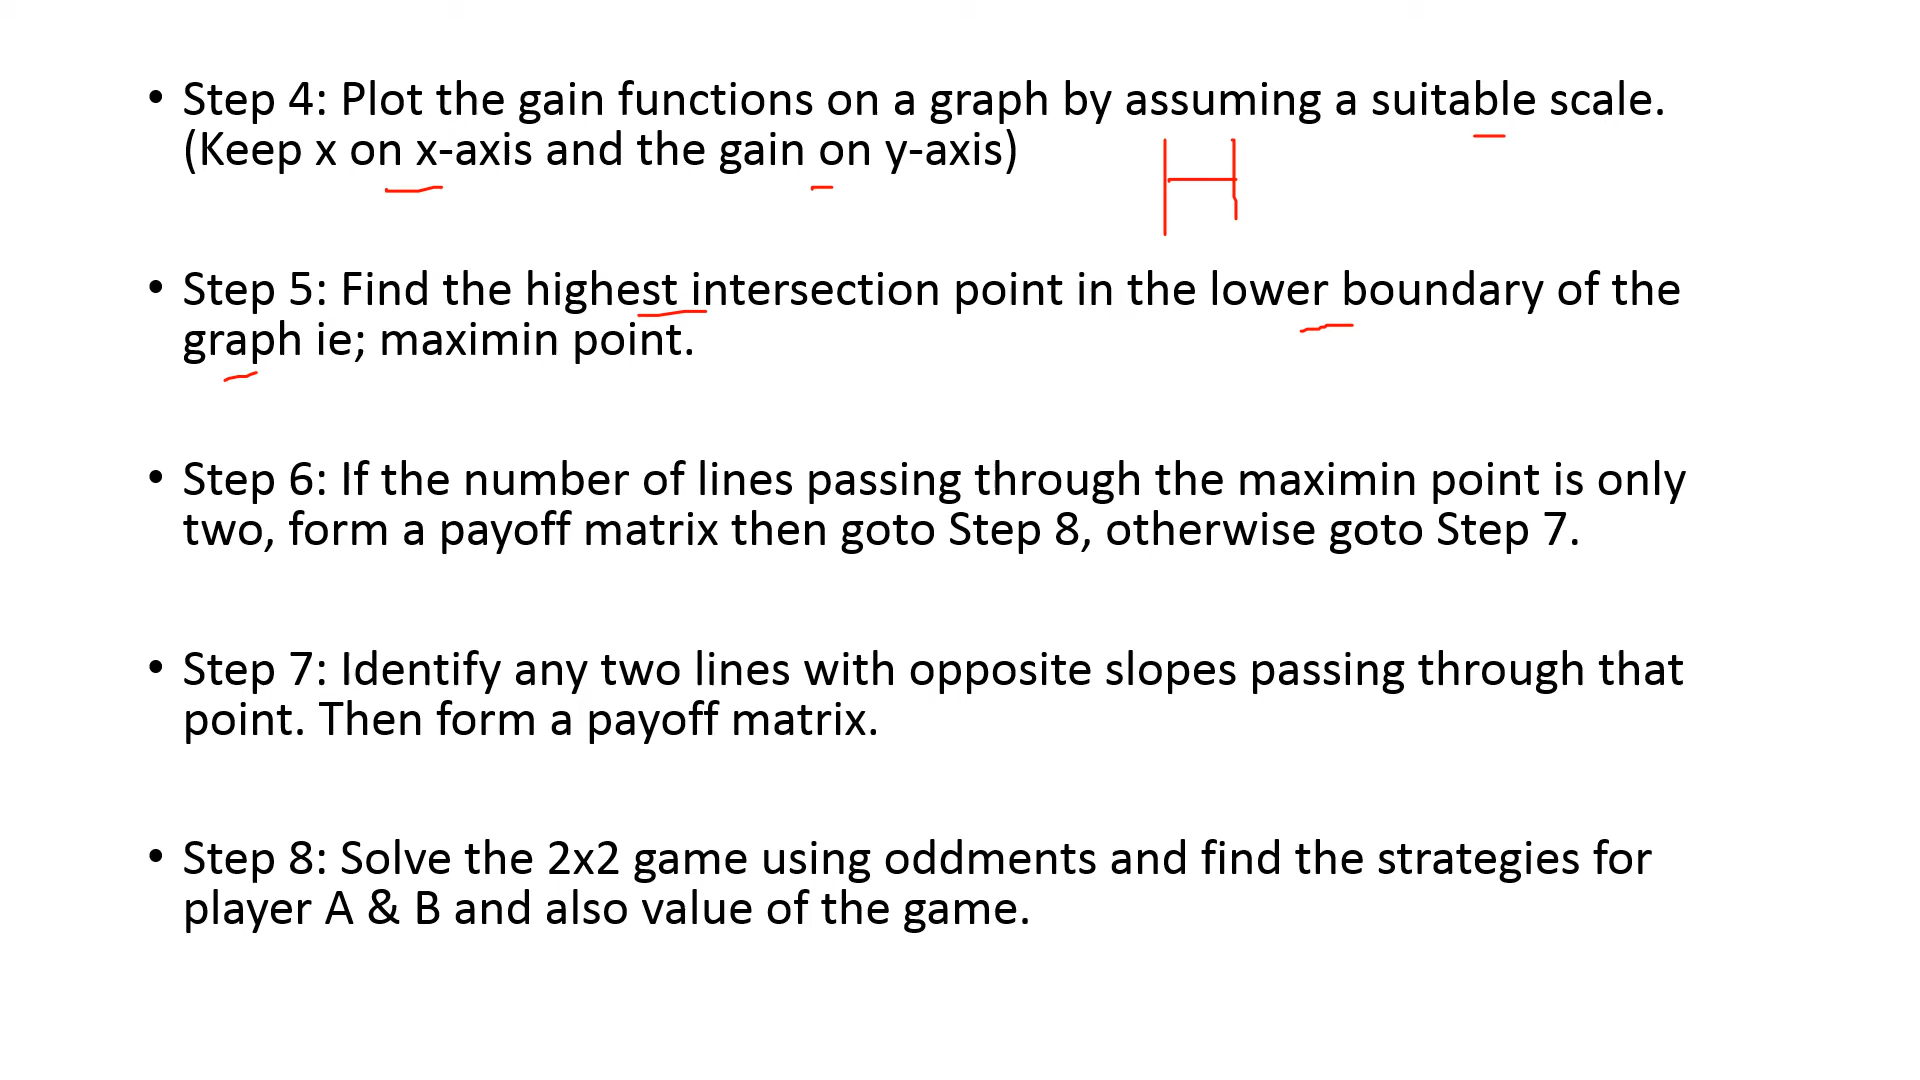 • Step 4: Plot the gain functions on a graph by assuming a suitable scale.
(Keep x on x-axis and the gain on y-axis)
• Step 5: Find the highest intersection point in the lower boundary of the
graph ie; maximin point.
• Step 6: If the number of lines passing through the maximin point is only
two, form a payoff matrix then goto Step 8, otherwise goto Step 7.
• Step 7: Identify any two lines with opposite slopes passing through that
point. Then form a payoff matrix.
• Step 8: Solve the 2x2 game using oddments and find the strategies for
player A & B and also value of the game.